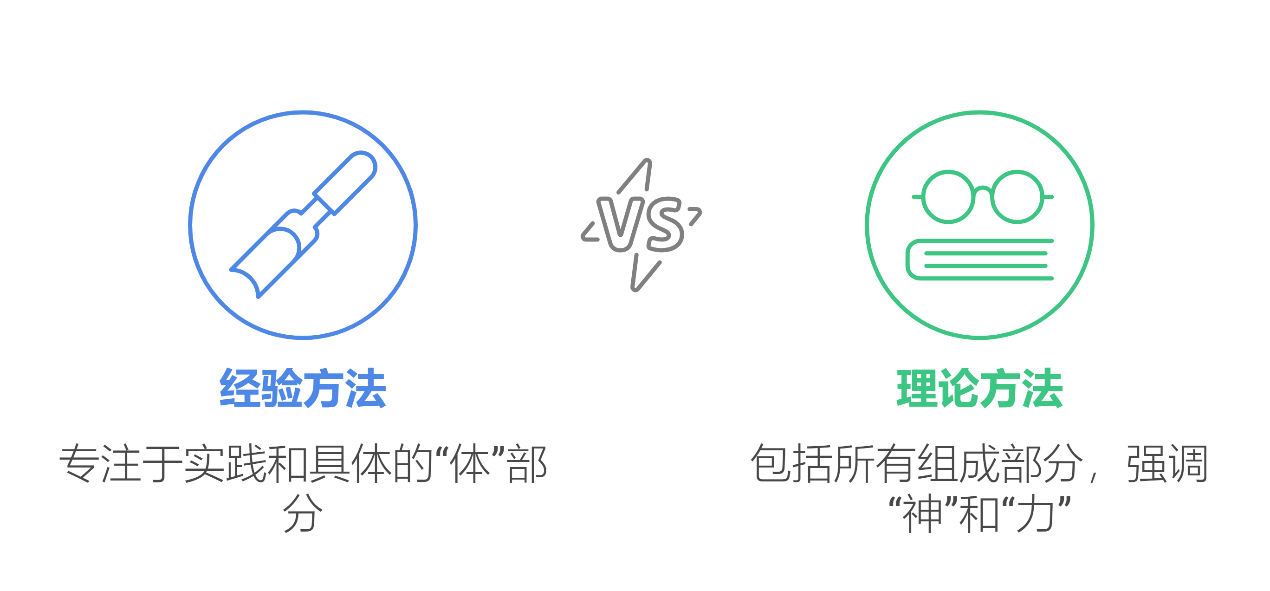 VS
经验方法
理论方法
专注于实践和具体的“体”部
分
包括所有组成部分，强调
“神”和“力”